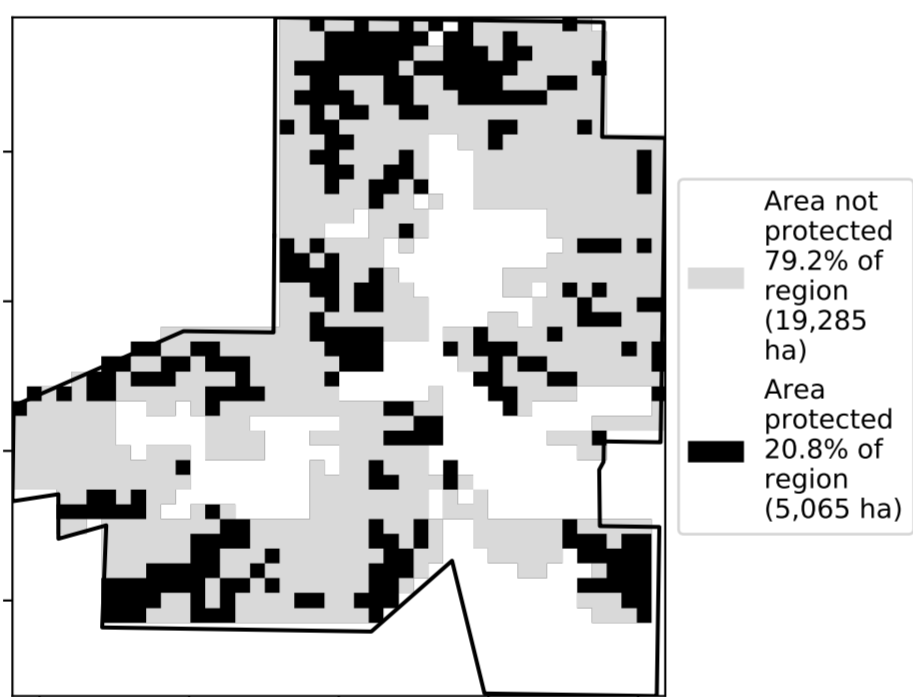 Area not
protected
79.2% of
region
(19,285
ha)
Area
protected
20.8% of
region
(5,065 ha)